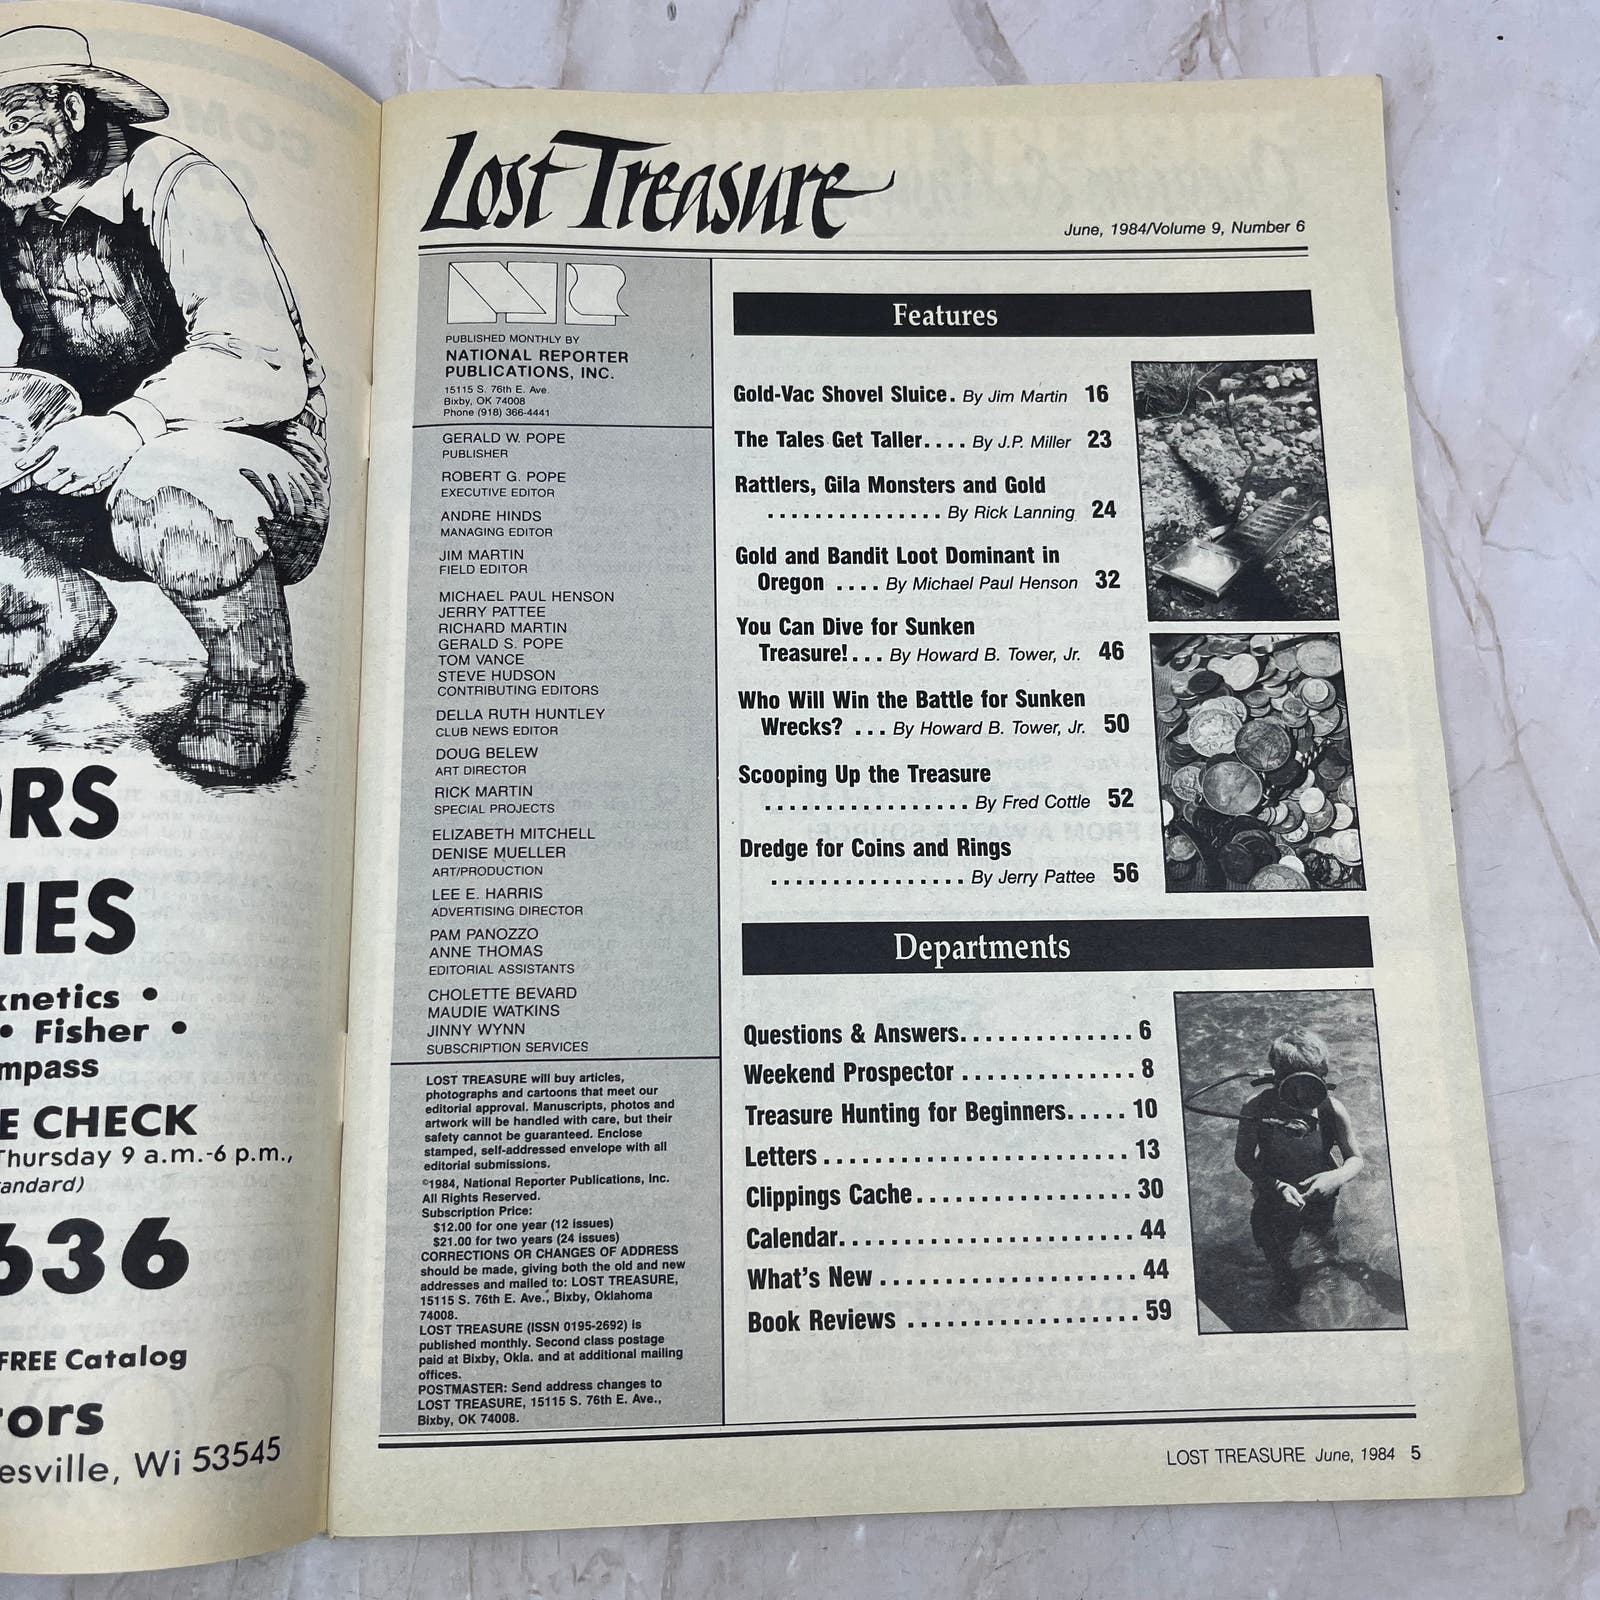 ORS
IES
knetics •
• Fisher •
mpass
E CHECK
Thursday 9 a.m.-6 p.m.,
andard)
636
FREE Catalog
tors
esville, Wi 53545
Lost Treasure
June, 1984/Volume 9, Number 6
NR
PUBLISHED MONTHLY BY
NATIONAL REPORTER
PUBLICATIONS, INC.
15115 S. 76th E. Ave.
Bixby, OK 74008
Phone (918) 366-4441
GERALD W. POPE
PUBLISHER
ROBERT G. POPE
EXECUTIVE EDITOR
ANDRE HINDS
MANAGING EDITOR
JIM MARTIN
FIELD EDITOR
MICHAEL PAUL HENSON
JERRY PATTEE
RICHARD MARTIN
GERALD S. POPE
TOM VANCE
STEVE HUDSON
CONTRIBUTING EDITORS
DELLA RUTH HUNTLEY
CLUB NEWS EDITOR
DOUG BELEW
ART DIRECTOR
RICK MARTIN
SPECIAL PROJECTS
ELIZABETH MITCHELL
DENISE MUELLER
ART/PRODUCTION
LEE E. HARRIS
ADVERTISING DIRECTOR
PAM PANOZZO
ANNE THOMAS
EDITORIAL ASSISTANTS
CHOLETTE BEVARD
MAUDIE WATKINS
JINNY WYNN
SUBSCRIPTION SERVICES
LOST TREASURE will buy articles,
photographs and cartoons that meet our
editorial approval. Manuscripts, photos and
artwork will be handled with care, but their
safety cannot be guaranteed. Enclose
stamped, self-addressed envelope with all
editorial submissions.
©1984, National Reporter Publications, Inc.
All Rights Reserved.
Subscription Price:
$12.00 for one year (12 issues)
$21.00 for two years (24 issues)
CORRECTIONS OR CHANGES OF ADDRESS
should be made, giving both the old and new
addresses and mailed to: LOST TREASURE,
15115 S. 76th E. Ave., Bixby, Oklahoma
74008.
LOST TREASURE (ISSN 0195-2692) is
published monthly. Second class postage
paid at Bixby, Okla. and at additional mailing
offices.
POSTMASTER: Send address changes to
LOST TREASURE, 15115 S. 76th E. Ave.,
Bixby, OK 74008.
Features
Gold-Vac Shovel Sluice. By Jim Martin 16
The Tales Get Taller.... By J.P. Miller 23
Rattlers, Gila Monsters and Gold
............... By Rick Lanning 24
Gold and Bandit Loot Dominant in
Oregon .... By Michael Paul Henson 32
You Can Dive for Sunken
Treasure!... By Howard B. Tower, Jr. 46
Who Will Win the Battle for Sunken
Wrecks? ... By Howard B. Tower, Jr. 50
Scooping Up the Treasure
.................. By Fred Cottle 52
Dredge for Coins and Rings
................. By Jerry Pattee 56
Departments
Questions & Answers............... 6
Weekend Prospector ............... 8
Treasure Hunting for Beginners..... 10
Letters........................... 13
Clippings Cache................... 30
Calendar.......................... 44
What's New ....................... 44
Book Reviews ..................... 59
LOST TREASURE June, 1984 5